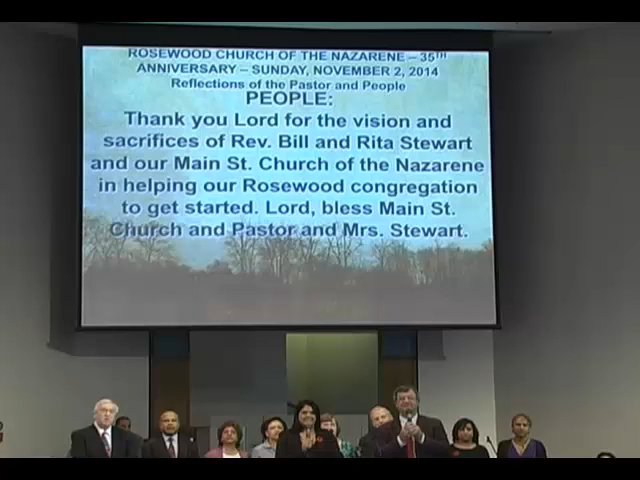 ROSEWOOD CHURCH OF THE NAZARENE – 35TH
ANNIVERSARY – SUNDAY, NOVEMBER 2, 2014
Reflections of the Pastor and People
PEOPLE:
Thank you Lord for the vision and
sacrifices of Rev. Bill and Rita Stewart
and our Main St. Church of the Nazarene
in helping our Rosewood congregation
to get started. Lord, bless Main St.
Church and Pastor and Mrs. Stewart.